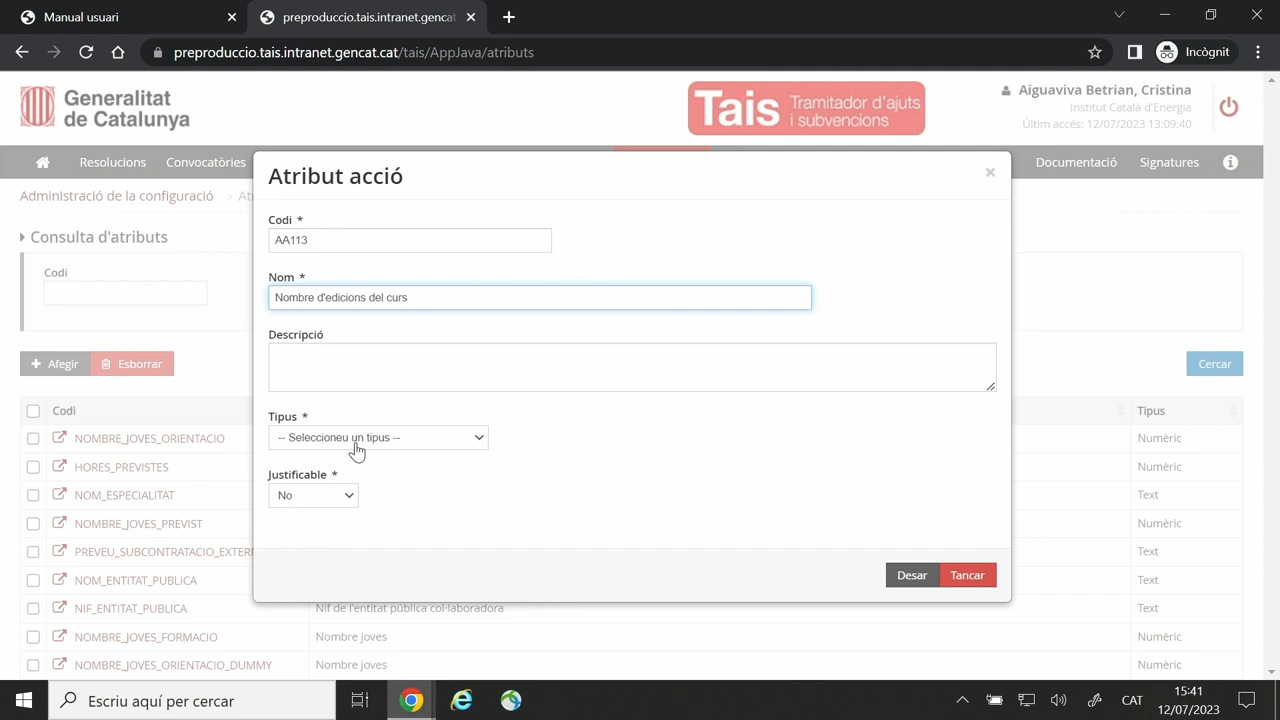 Manual usuari
preproduccio.tais.intranet.gencat
preproduccio.tais.intranet.gencat.cat/tais/AppJava/atributs
Incògnit
Generalitat
de Catalunya
Tais Tramitador d'ajuts
i subvencions
Aiguaviva Betrian, Cristina
Institut Català d'Energia
Últim accés: 12/07/2023 13:09:40
Resolucions Convocatòries Documentació Signatures
Administració de la configuració >
Consulta d'atributs
Codi
Afegir Esborrar Cercar
Codi Tipus
NOMBRE_JOVES_ORIENTACIO Numèric
HORES_PREVISTES Numèric
NOM_ESPECIALITAT Text
NOMBRE_JOVES_PREVIST Numèric
PREVEU_SUBCONTRATACIO_EXTER Text
NOM_ENTITAT_PUBLICA Text
NIF_ENTITAT_PUBLICA Nif de l'entitat pública col·laboradora Text
NOMBRE_JOVES_FORMACIO Nombre joves Numèric
NOMBRE_JOVES_ORIENTACIO_DUMMY Nombre joves Numèric
Atribut acció
×
Codi *
AA113
Nom *
Nombre d'edicions del curs
Descripció
Tipus *
-- Seleccioneu un tipus --
Justificable *
No
Desar Tancar
Escriu aquí per cercar
CAT
15:41
12/07/2023